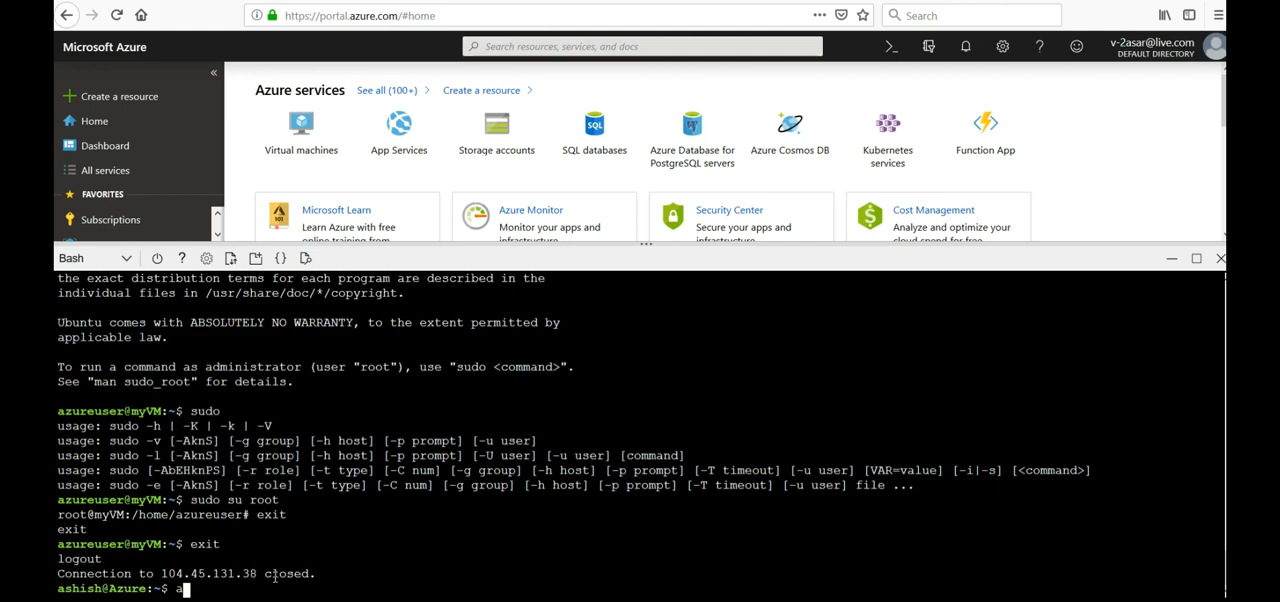 https://portal.azure.com/#home
Search
Microsoft Azure
Search resources, services, and docs
v-2asar@live.com
DEFAULT DIRECTORY
Create a resource
Home
Dashboard
All services
FAVORITES
Subscriptions
Azure services See all (100+) Create a resource
Virtual machines
App Services
Storage accounts
SQL databases
Azure Database for
PostgreSQL servers
Azure Cosmos DB
Kubernetes
services
Function App
Microsoft Learn
Learn Azure with free
online training from
Azure Monitor
Monitor your apps and
infrastructure
Security Center
Secure your apps and
infrastructure
Cost Management
Analyze and optimize your
cloud spend for free
Bash
the exact distribution terms for each program are described in the
individual files in /usr/share/doc/*/copyright.
Ubuntu comes with ABSOLUTELY NO WARRANTY, to the extent permitted by
applicable law.
To run a command as administrator (user "root"), use "sudo <command>".
See "man sudo_root" for details.
azureuser@myVM:~$ sudo
usage: sudo -h | -K | -k | -V
usage: sudo -v [-AknS] [-g group] [-h host] [-p prompt] [-u user]
usage: sudo -l [-AknS] [-g group] [-h host] [-p prompt] [-U user] [-u user] [command]
usage: sudo [-AbEHknPS] [-r role] [-t type] [-C num] [-g group] [-h host] [-p prompt] [-T timeout] [-u user] [VAR=value] [-i|-s] [<command>]
usage: sudo -e [-AknS] [-r role] [-t type] [-C num] [-g group] [-h host] [-p prompt] [-T timeout] [-u user] file ...
azureuser@myVM:~$ sudo su root
root@myVM:/home/azureuser# exit
exit
azureuser@myVM:~$ exit
logout
Connection to 104.45.131.38 closed.
ashish@Azure:~$ a